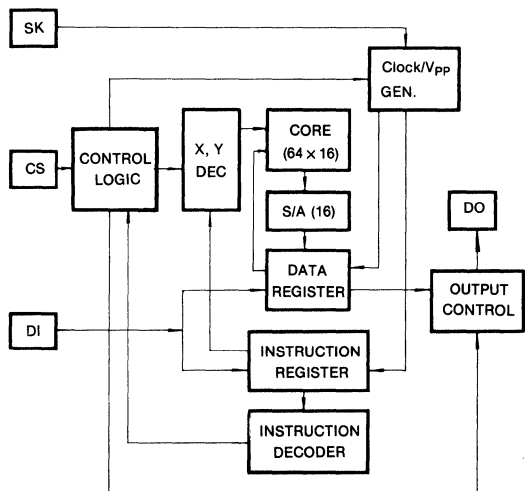 SK
Clock/VPP
GEN.
CS
CONTROL
LOGIC
X, Y
DEC
CORE
(64 × 16)
S/A (16)
DO
DATA
REGISTER
OUTPUT
CONTROL
DI
INSTRUCTION
REGISTER
INSTRUCTION
DECODER